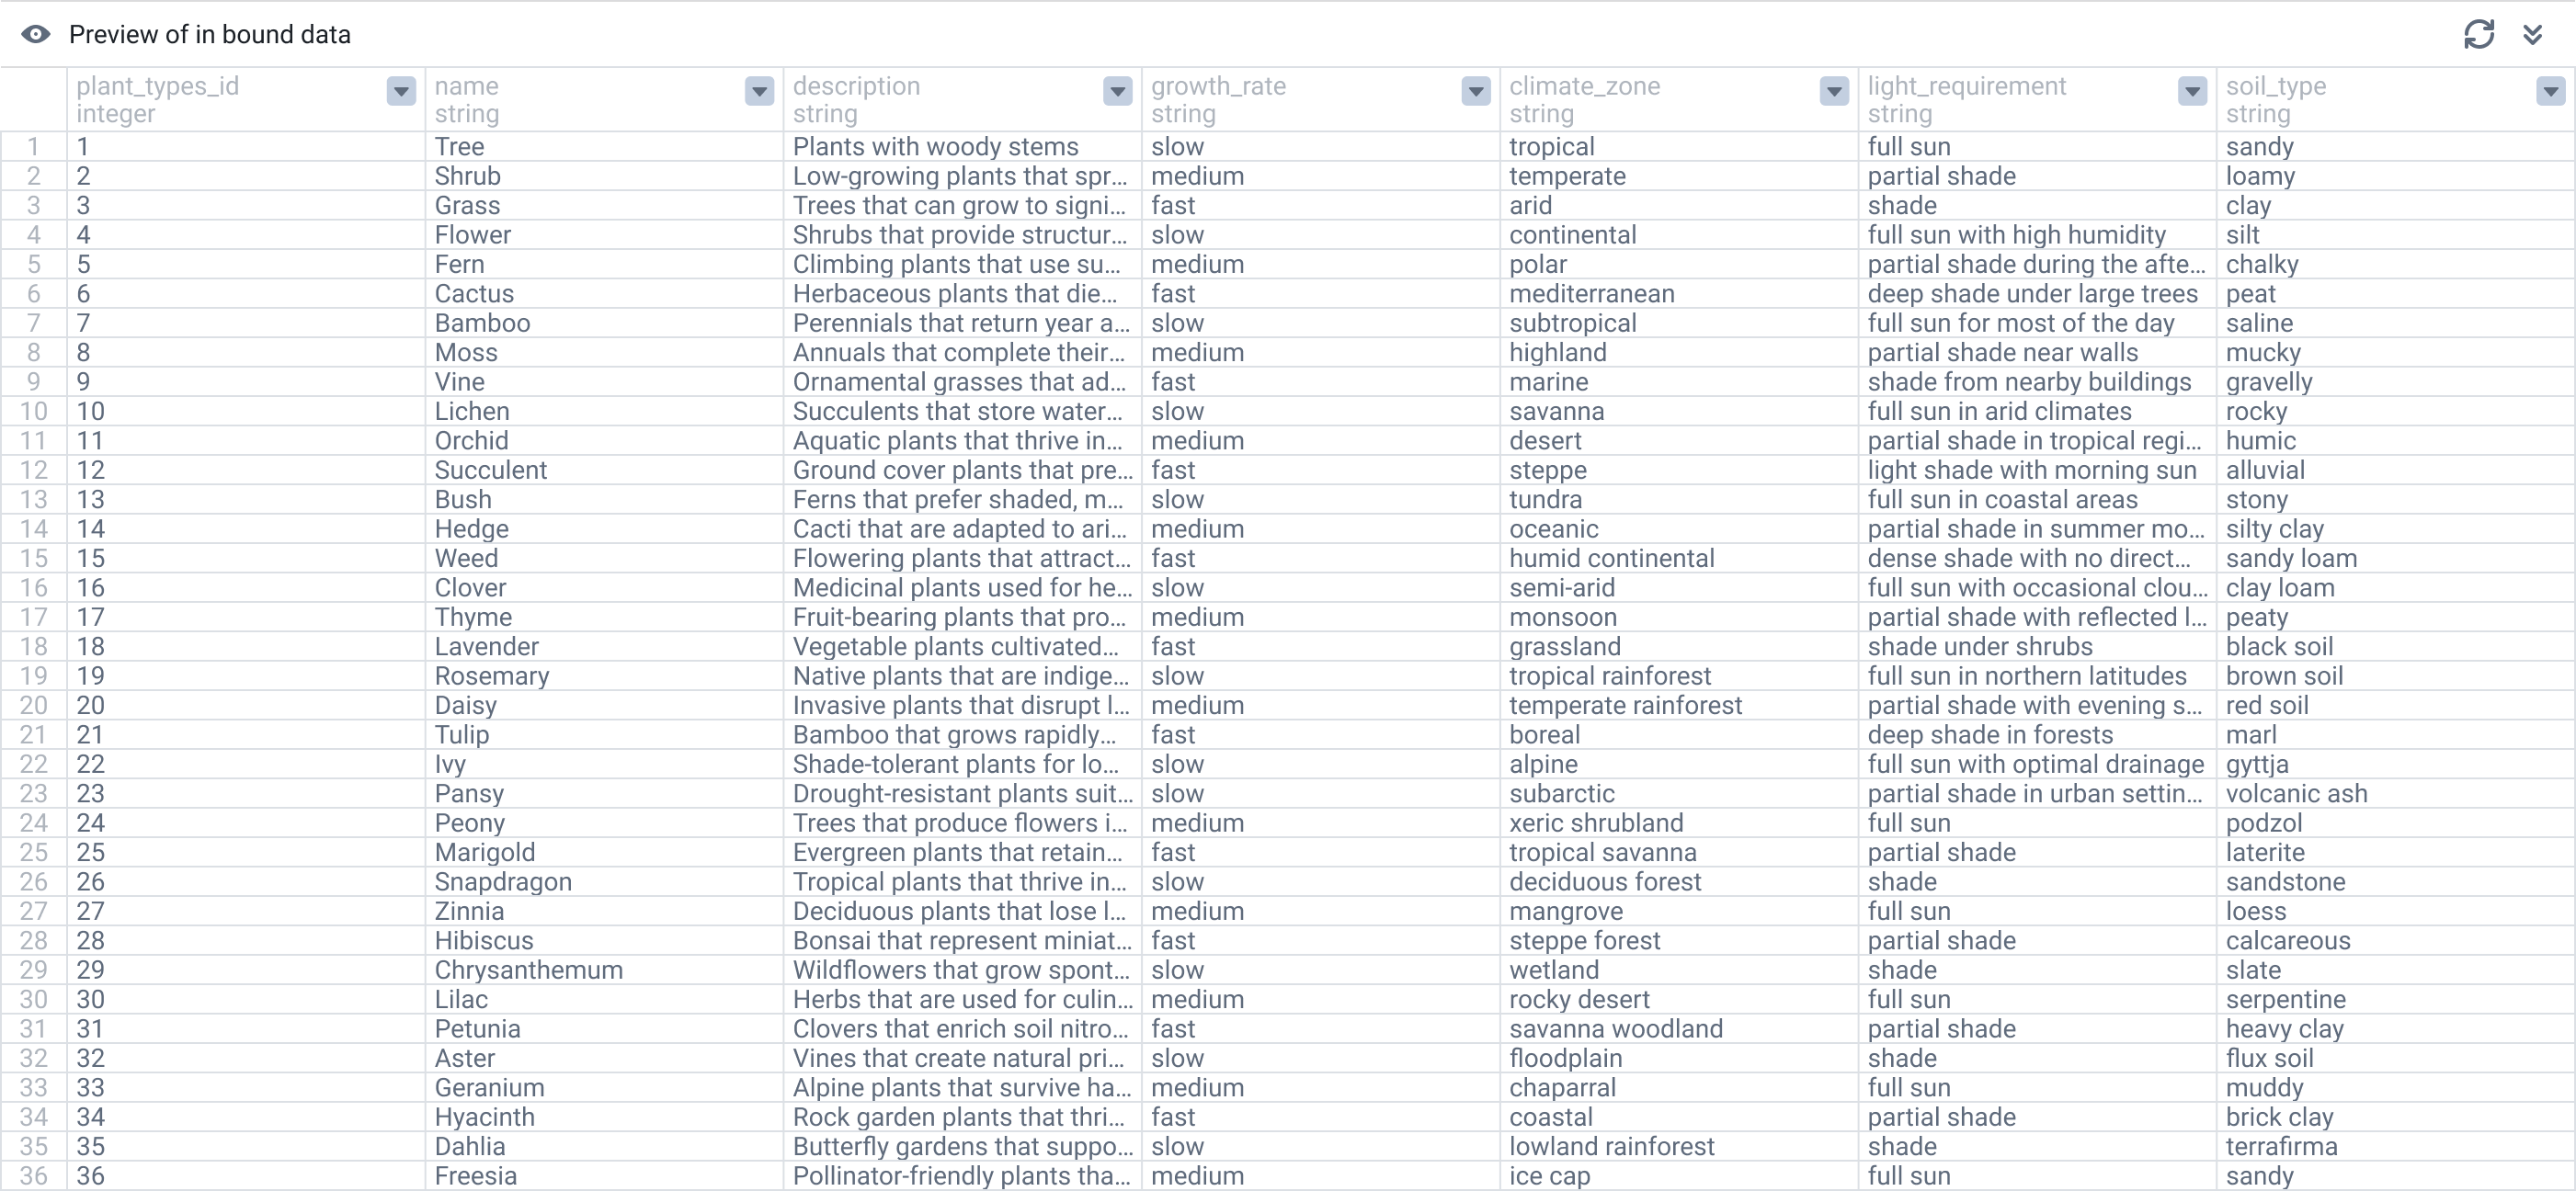 Preview of in bound data
plant_types_id name description growth_rate climate_zone light_requirement soil_type
integer string string string string string string
1 1 Tree Plants with woody stems slow tropical full sun sandy
2 2 Shrub Low-growing plants that spr... medium temperate partial shade loamy
3 3 Grass Trees that can grow to signi... fast arid shade clay
4 4 Flower Shrubs that provide structur... slow continental full sun with high humidity silt
5 5 Fern Climbing plants that use su... medium polar partial shade during the afte... chalky
6 6 Cactus Herbaceous plants that die... fast mediterranean deep shade under large trees peat
7 7 Bamboo Perennials that return year a... slow subtropical full sun for most of the day saline
8 8 Moss Annuals that complete their... medium highland partial shade near walls mucky
9 9 Vine Ornamental grasses that ad... fast marine shade from nearby buildings gravelly
10 10 Lichen Succulents that store water... slow savanna full sun in arid climates rocky
11 11 Orchid Aquatic plants that thrive in... medium desert partial shade in tropical regi... humic
12 12 Succulent Ground cover plants that pre... fast steppe light shade with morning sun alluvial
13 13 Bush Ferns that prefer shaded, m... slow tundra full sun in coastal areas stony
14 14 Hedge Cacti that are adapted to ari... medium oceanic partial shade in summer mo... silty clay
15 15 Weed Flowering plants that attract... fast humid continental dense shade with no direct... sandy loam
16 16 Clover Medicinal plants used for he... slow semi-arid full sun with occasional clou... clay loam
17 17 Thyme Fruit-bearing plants that pro... medium monsoon partial shade with reflected l... peaty
18 18 Lavender Vegetable plants cultivated... fast grassland shade under shrubs black soil
19 19 Rosemary Native plants that are indige... slow tropical rainforest full sun in northern latitudes brown soil
20 20 Daisy Invasive plants that disrupt l... medium temperate rainforest partial shade with evening s... red soil
21 21 Tulip Bamboo that grows rapidly... fast boreal deep shade in forests marl
22 22 Ivy Shade-tolerant plants for lo... slow alpine full sun with optimal drainage gyttja
23 23 Pansy Drought-resistant plants suit... slow subarctic partial shade in urban settin... volcanic ash
24 24 Peony Trees that produce flowers i... medium xeric shrubland full sun podzol
25 25 Marigold Evergreen plants that retain... fast tropical savanna partial shade laterite
26 26 Snapdragon Tropical plants that thrive in... slow deciduous forest shade sandstone
27 27 Zinnia Deciduous plants that lose l... medium mangrove full sun loess
28 28 Hibiscus Bonsai that represent miniat... fast steppe forest partial shade calcareous
29 29 Chrysanthemum Wildflowers that grow spont... slow wetland shade slate
30 30 Lilac Herbs that are used for culin... medium rocky desert full sun serpentine
31 31 Petunia Clovers that enrich soil nitro... fast savanna woodland partial shade heavy clay
32 32 Aster Vines that create natural pri... slow floodplain shade flux soil
33 33 Geranium Alpine plants that survive ha... medium chaparral full sun muddy
34 34 Hyacinth Rock garden plants that thri... fast coastal partial shade brick clay
35 35 Dahlia Butterfly gardens that suppo... slow lowland rainforest shade terrafirma
36 36 Freesia Pollinator-friendly plants tha... medium ice cap full sun sandy